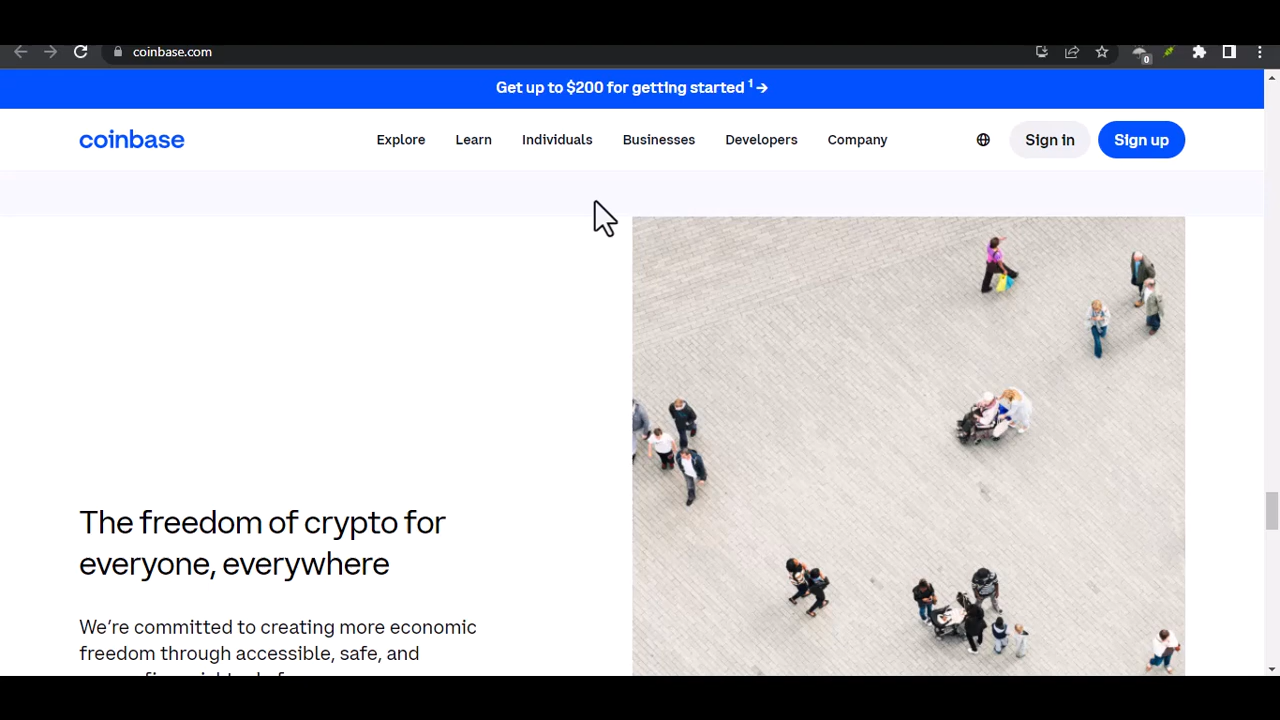 coinbase.com
0
Get up to $200 for getting started 1 →
coinbase
Explore
Learn
Individuals
Businesses
Developers
Company
Sign in
Sign up
The freedom of crypto for
everyone, everywhere
We’re committed to creating more economic
freedom through accessible, safe, and